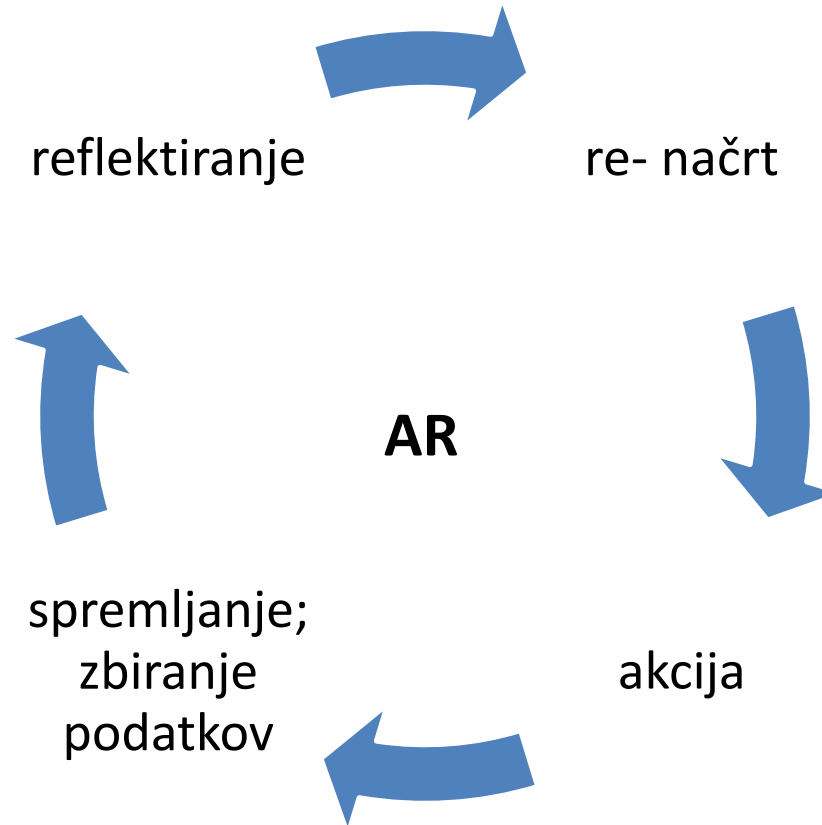 reflektiranje
re- načrt
AR
spremljanje;
zbiranje
podatkov
akcija